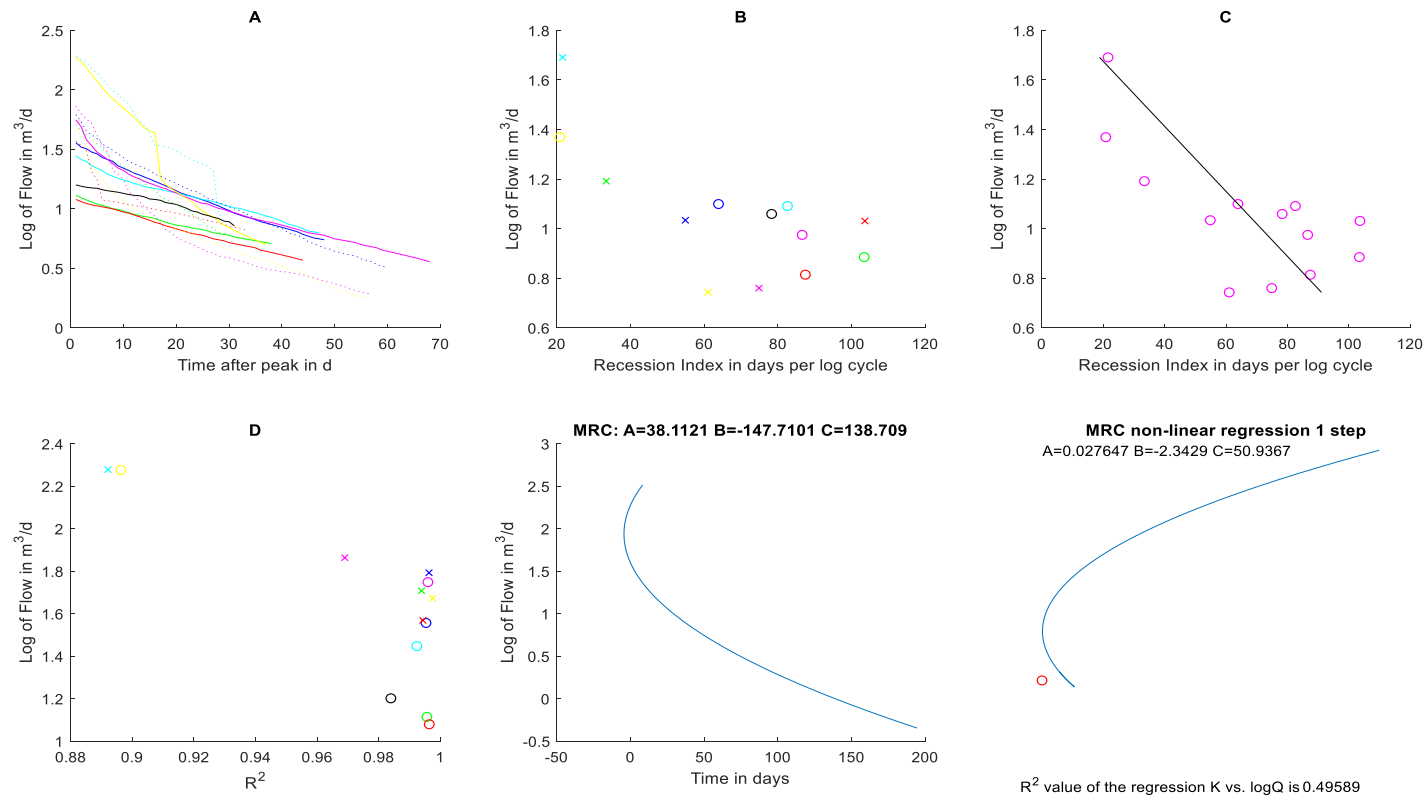 A
Log of Flow in m³/d
2.5
2
1.5
1
0.5
0
0 10 20 30 40 50 60 70
Time after peak in d
B
Log of Flow in m³/d
1.8
1.6
1.4
1.2
1
0.8
0.6
20 40 60 80 100 120
Recession Index in days per log cycle
C
Log of Flow in m³/d
1.8
1.6
1.4
1.2
1
0.8
0.6
0 20 40 60 80 100 120
Recession Index in days per log cycle
D
Log of Flow in m³/d
2.4
2.2
2
1.8
1.6
1.4
1.2
1
0.88 0.9 0.92 0.94 0.96 0.98 1
R²
MRC: A=38.1121 B=-147.7101 C=138.709
Log of Flow in m³/d
3
2.5
2
1.5
1
0.5
0
-0.5
-50 0 50 100 150 200
Time in days
MRC non-linear regression 1 step
A=0.027647 B=-2.3429 C=50.9367
R² value of the regression K vs. logQ is 0.49589